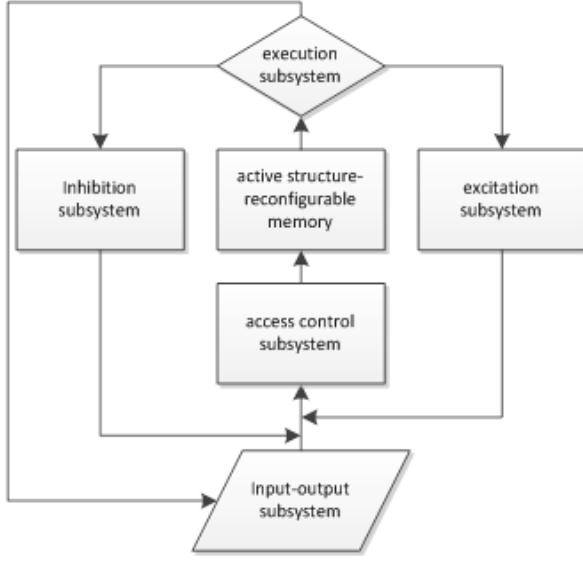 execution
subsystem
Inhibition
subsystem
active structure-
reconfigurable
memory
excitation
subsystem
access control
subsystem
Input-output
subsystem